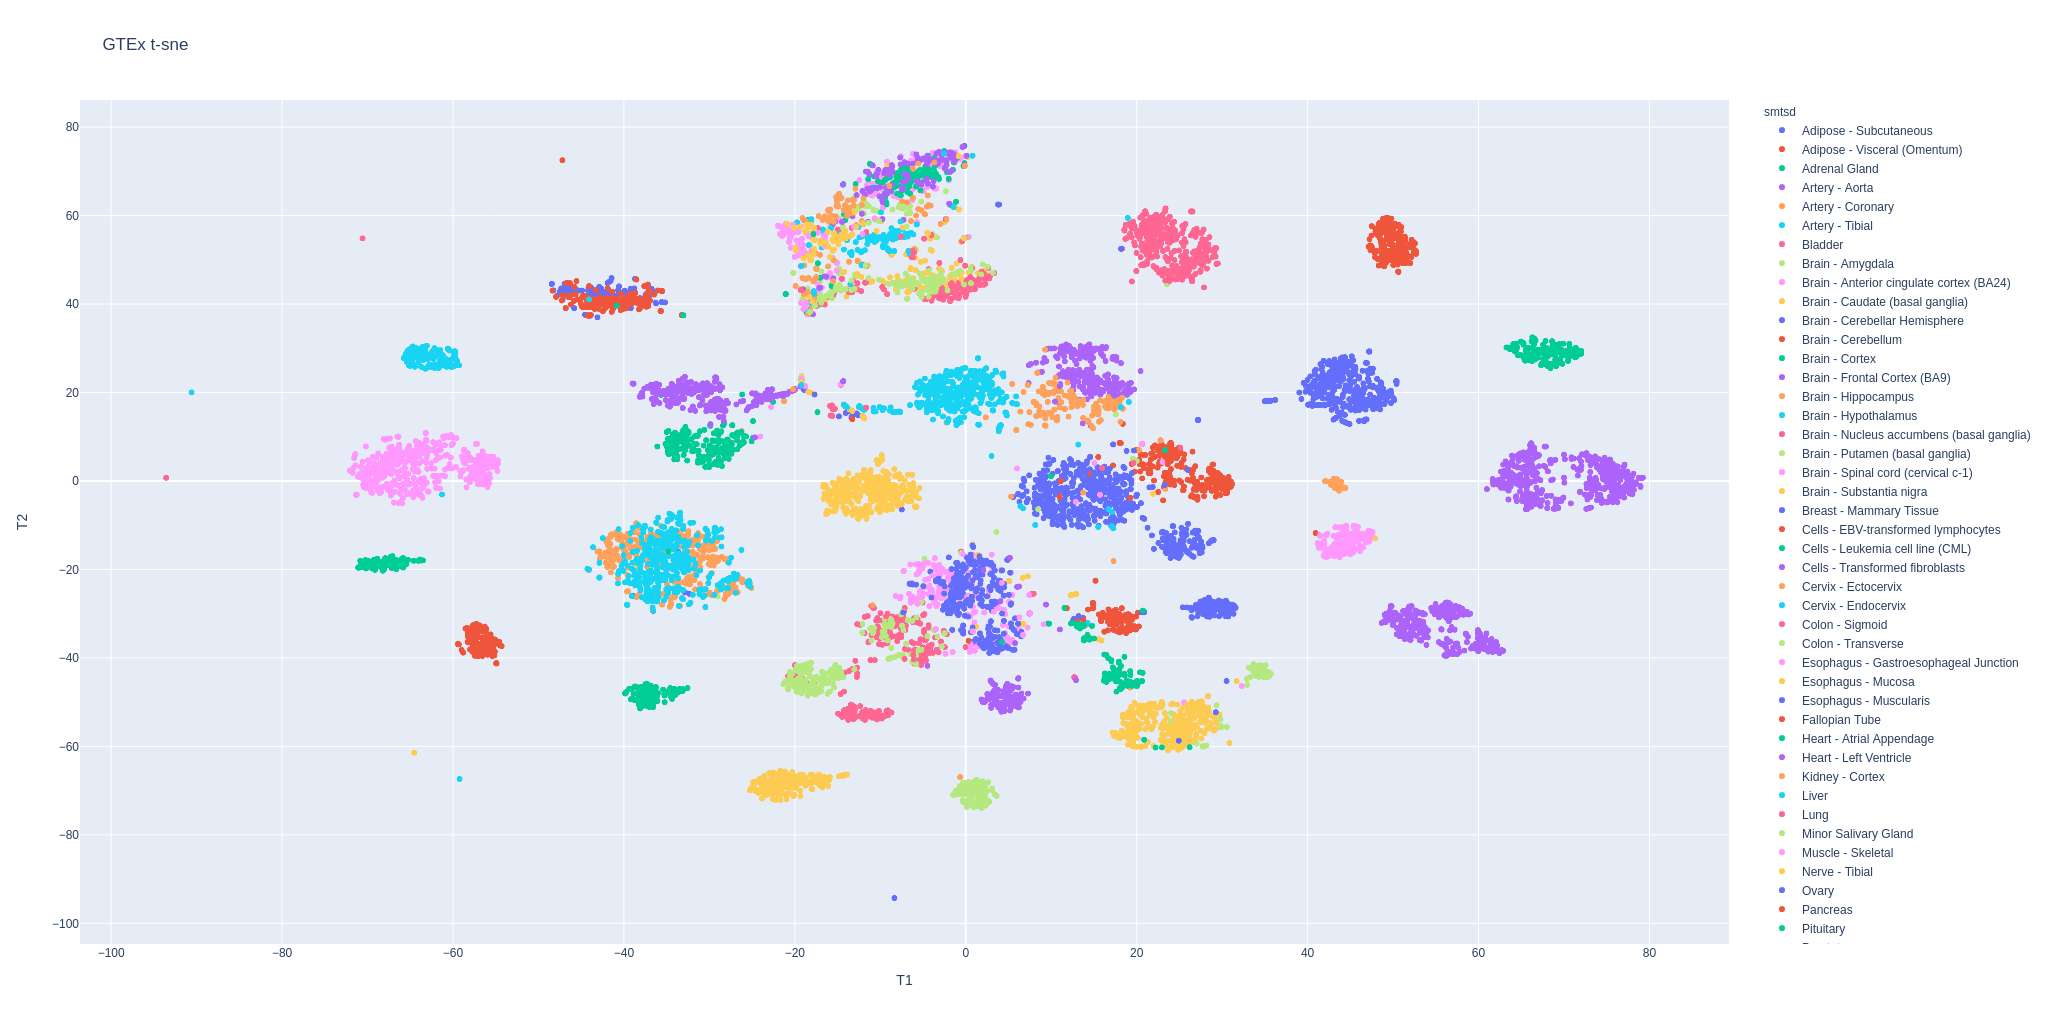 GTEx t-sne
80
60
40
20
0
−20
−40
−60
−80
−100
T2
−100
−80
−60
−40
−20
0
20
40
60
80
T1
smtsd
Adipose - Subcutaneous
Adipose - Visceral (Omentum)
Adrenal Gland
Artery - Aorta
Artery - Coronary
Artery - Tibial
Bladder
Brain - Amygdala
Brain - Anterior cingulate cortex (BA24)
Brain - Caudate (basal ganglia)
Brain - Cerebellar Hemisphere
Brain - Cerebellum
Brain - Cortex
Brain - Frontal Cortex (BA9)
Brain - Hippocampus
Brain - Hypothalamus
Brain - Nucleus accumbens (basal ganglia)
Brain - Putamen (basal ganglia)
Brain - Spinal cord (cervical c-1)
Brain - Substantia nigra
Breast - Mammary Tissue
Cells - EBV-transformed lymphocytes
Cells - Leukemia cell line (CML)
Cells - Transformed fibroblasts
Cervix - Ectocervix
Cervix - Endocervix
Colon - Sigmoid
Colon - Transverse
Esophagus - Gastroesophageal Junction
Esophagus - Mucosa
Esophagus - Muscularis
Fallopian Tube
Heart - Atrial Appendage
Heart - Left Ventricle
Kidney - Cortex
Liver
Lung
Minor Salivary Gland
Muscle - Skeletal
Nerve - Tibial
Ovary
Pancreas
Pituitary